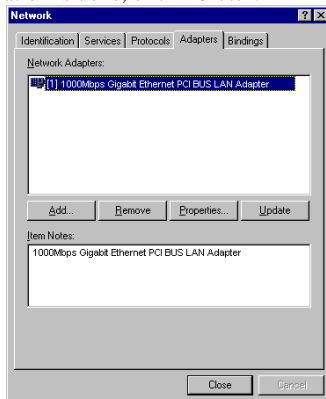 Network
Identification Services Protocols Adapters Bindings
Network Adapters:
[1] 1000Mbps Gigabit Ethernet PCI BUS LAN Adapter
Add... Remove Properties... Update
Item Notes:
1000Mbps Gigabit Ethernet PCI BUS LAN Adapter
Close Cancel